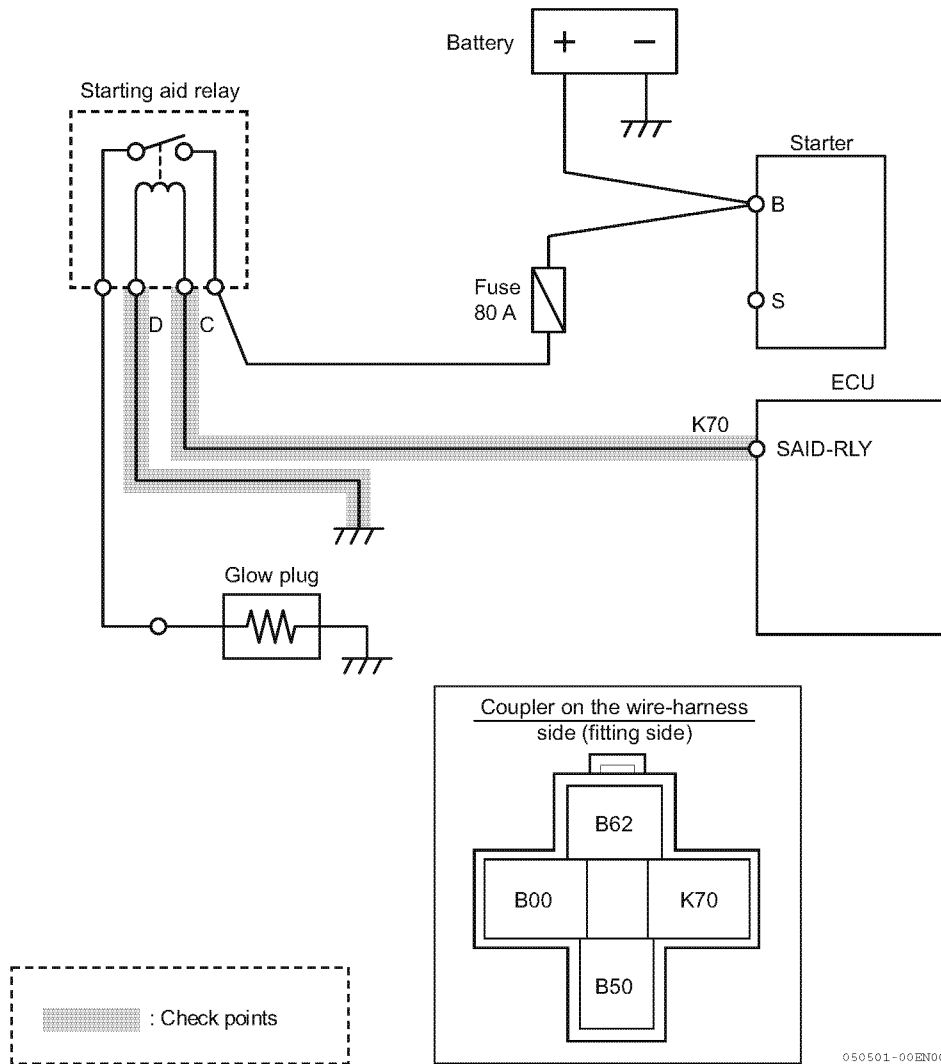 Battery
+
−
Starting aid relay
Starter
B
S
Fuse
80 A
D
C
ECU
K70
SAID-RLY
Glow plug
Coupler on the wire-harness
side (fitting side)
B62
B00
K70
B50
: Check points